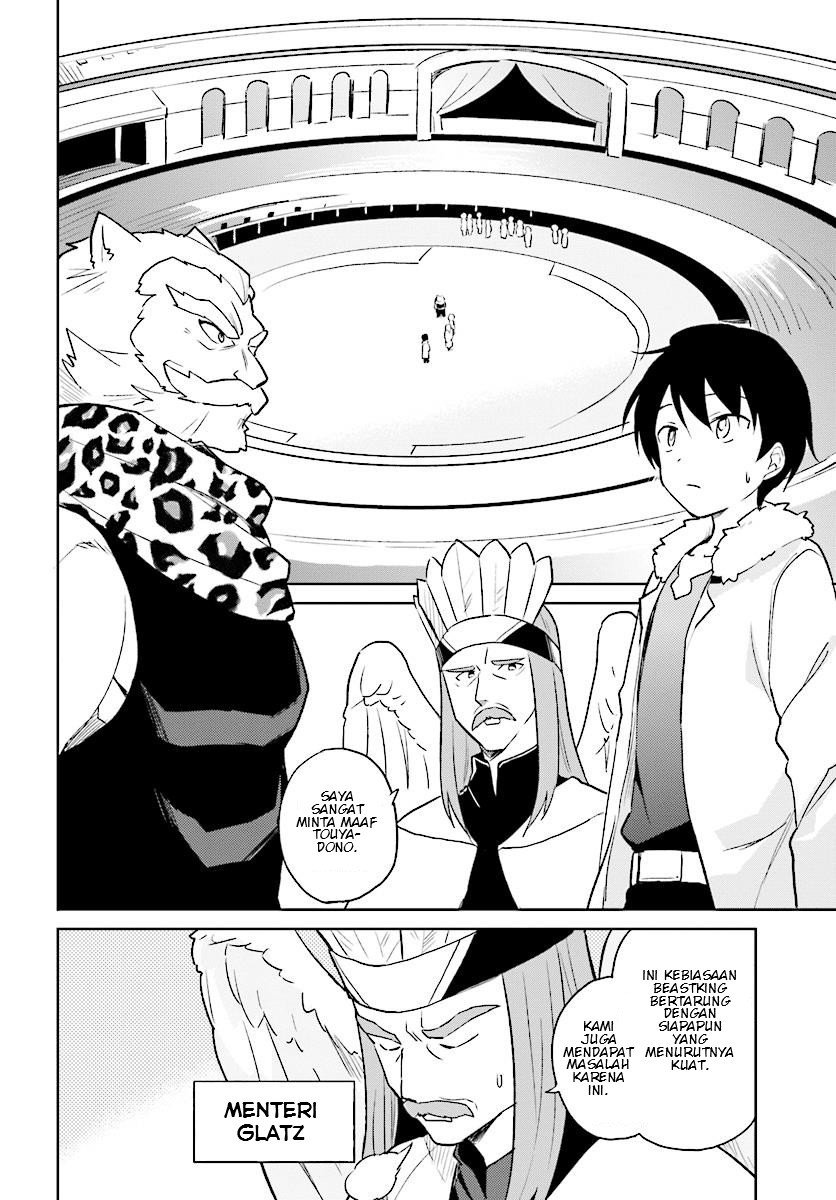 SAYA
SANGAT
MINTA MAAF
TOUYA-
DONO.
INI KEBIASAAN
BEASTKING
BERTARUNG
DENGAN
SIAPAPUN
YANG
MENURUTNYA
KUAT.
KAMI
JUGA
MENDAPAT
MASALAH
KARENA
INI.
MENTERI
GLATZ